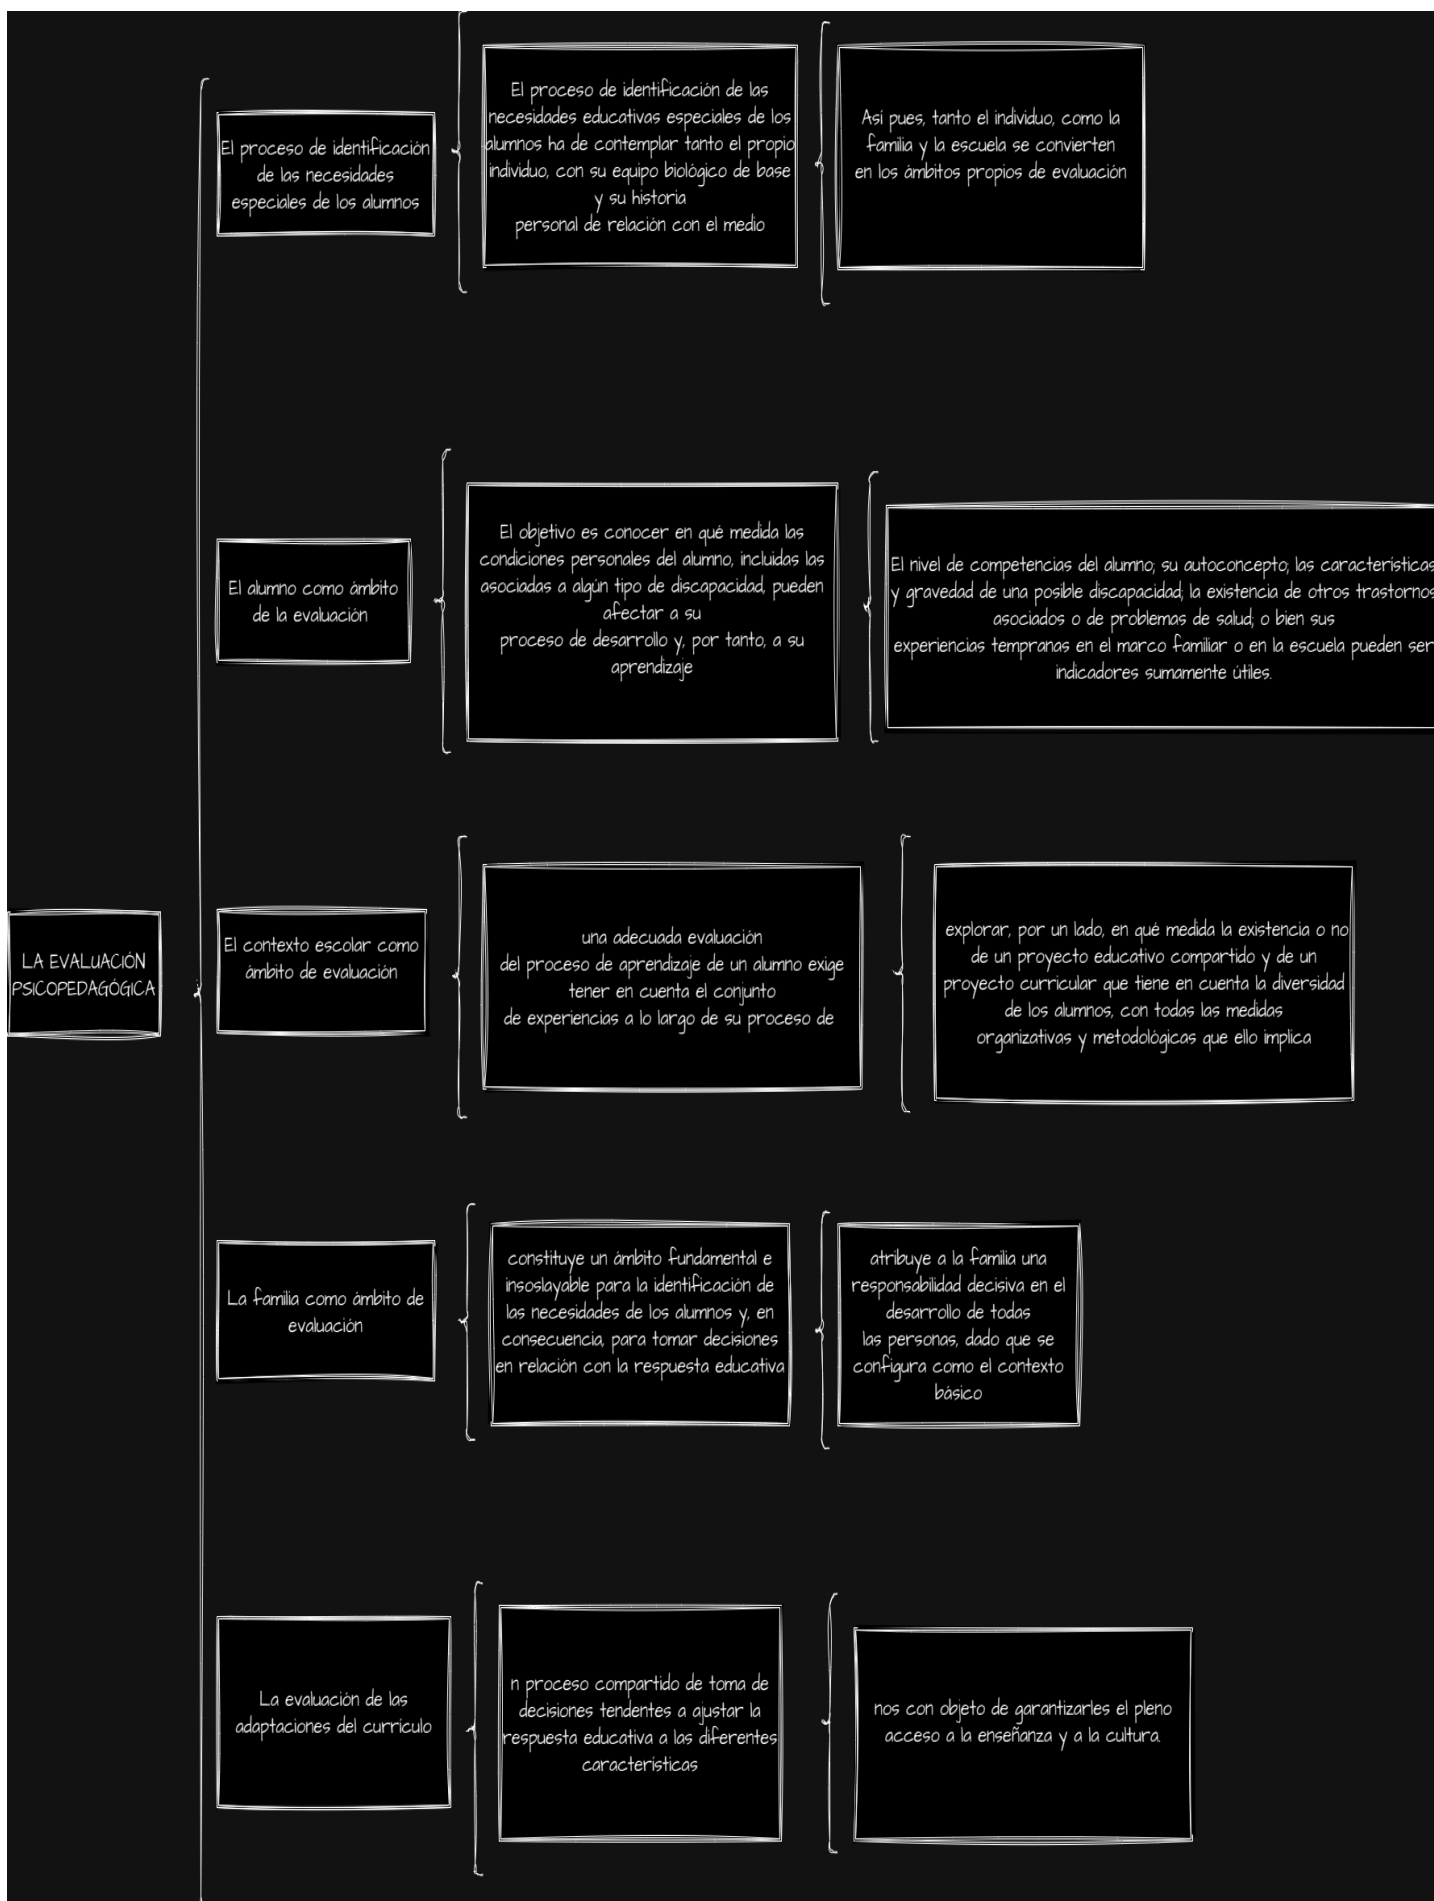 El proceso de identificación
de las necesidades
especiales de los alumnos
El proceso de identificación de las
necesidades educativas especiales de los
alumnos ha de contemplar tanto el propio
individuo, con su equipo biológico de base
y su historia
personal de relación con el medio
Así pues, tanto el individuo, como la
familia y la escuela se convierten
en los ámbitos propios de evaluación
El alumno como ámbito
de la evaluación
El objetivo es conocer en qué medida las
condiciones personales del alumno, incluidas las
asociadas a algún tipo de discapacidad, pueden
afectar a su
proceso de desarrollo y, por tanto, a su
aprendizaje
El nivel de competencias del alumno; su autoconcepto; las características
y gravedad de una posible discapacidad; la existencia de otros trastornos
asociados o de problemas de salud; o bien sus
experiencias tempranas en el marco familiar o en la escuela pueden ser
indicadores sumamente útiles.
LA EVALUACIÓN
PSICOPEDAGÓGICA
El contexto escolar como
ámbito de evaluación
una adecuada evaluación
del proceso de aprendizaje de un alumno exige
tener en cuenta el conjunto
de experiencias a lo largo de su proceso de
explorar, por un lado, en qué medida la existencia o no
de un proyecto educativo compartido y de un
proyecto curricular que tiene en cuenta la diversidad
de los alumnos, con todas las medidas
organizativas y metodológicas que ello implica
La familia como ámbito de
evaluación
constituye un ámbito fundamental e
insoslayable para la identificación de
las necesidades de los alumnos y, en
consecuencia, para tomar decisiones
en relación con la respuesta educativa
atribuye a la familia una
responsabilidad decisiva en el
desarrollo de todas
las personas, dado que se
configura como el contexto
básico
La evaluación de las
adaptaciones del currículo
n proceso compartido de toma de
decisiones tendentes a ajustar la
respuesta educativa a las diferentes
características
nos con objeto de garantizarles el pleno
acceso a la enseñanza y a la cultura.